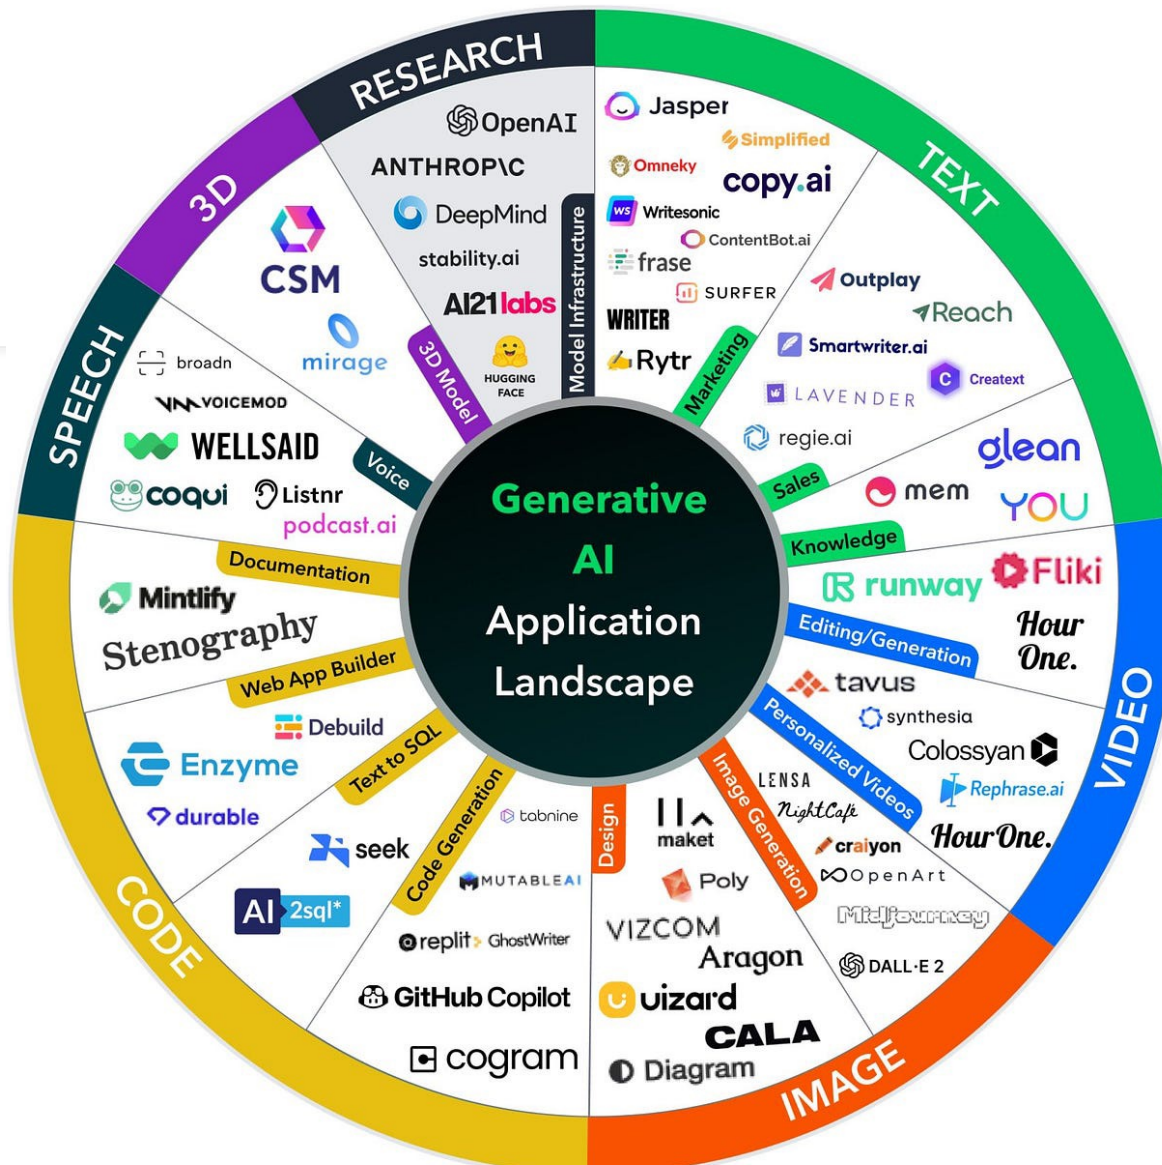 RESEARCH
OpenAI
ANTHROP\C
DeepMind
stability.ai
AI21labs
HUGGING
FACE
Model Infrastructure
TEXT
Jasper
Simplified
Omneky
copy.ai
WS Writesonic
ContentBot.ai
frase
SURFER
WRITER
Rytr
Marketing
Outplay
Reach
Smartwriter.ai
C Creatext
LAVENDER
regie.ai
Sales
glean
mem
YOU
Knowledge
VIDEO
runway
Fliki
Hour
One.
Editing/Generation
tavus
synthesia
Colossyan
Rephrase.ai
HourOne.
Personalized Videos
IMAGE
LENSA
NightCafé
craiyon
OpenArt
Midjourney
DALL·E 2
Image Generation
maket
Poly
VIZCOM
Aragon
uizard
CALA
Diagram
Design
CODE
tabnine
MUTABLEAI
replit GhostWriter
GitHub Copilot
cogram
Code Generation
seek
AI 2sql*
Text to SQL
Debuild
Enzyme
durable
Web App Builder
Mintlify
Stenography
Documentation
SPEECH
broadn
VOICEMOD
WELLSAID
coqui
Listnr
podcast.ai
Voice
3D
CSM
mirage
3D Model
Generative
AI
Application
Landscape